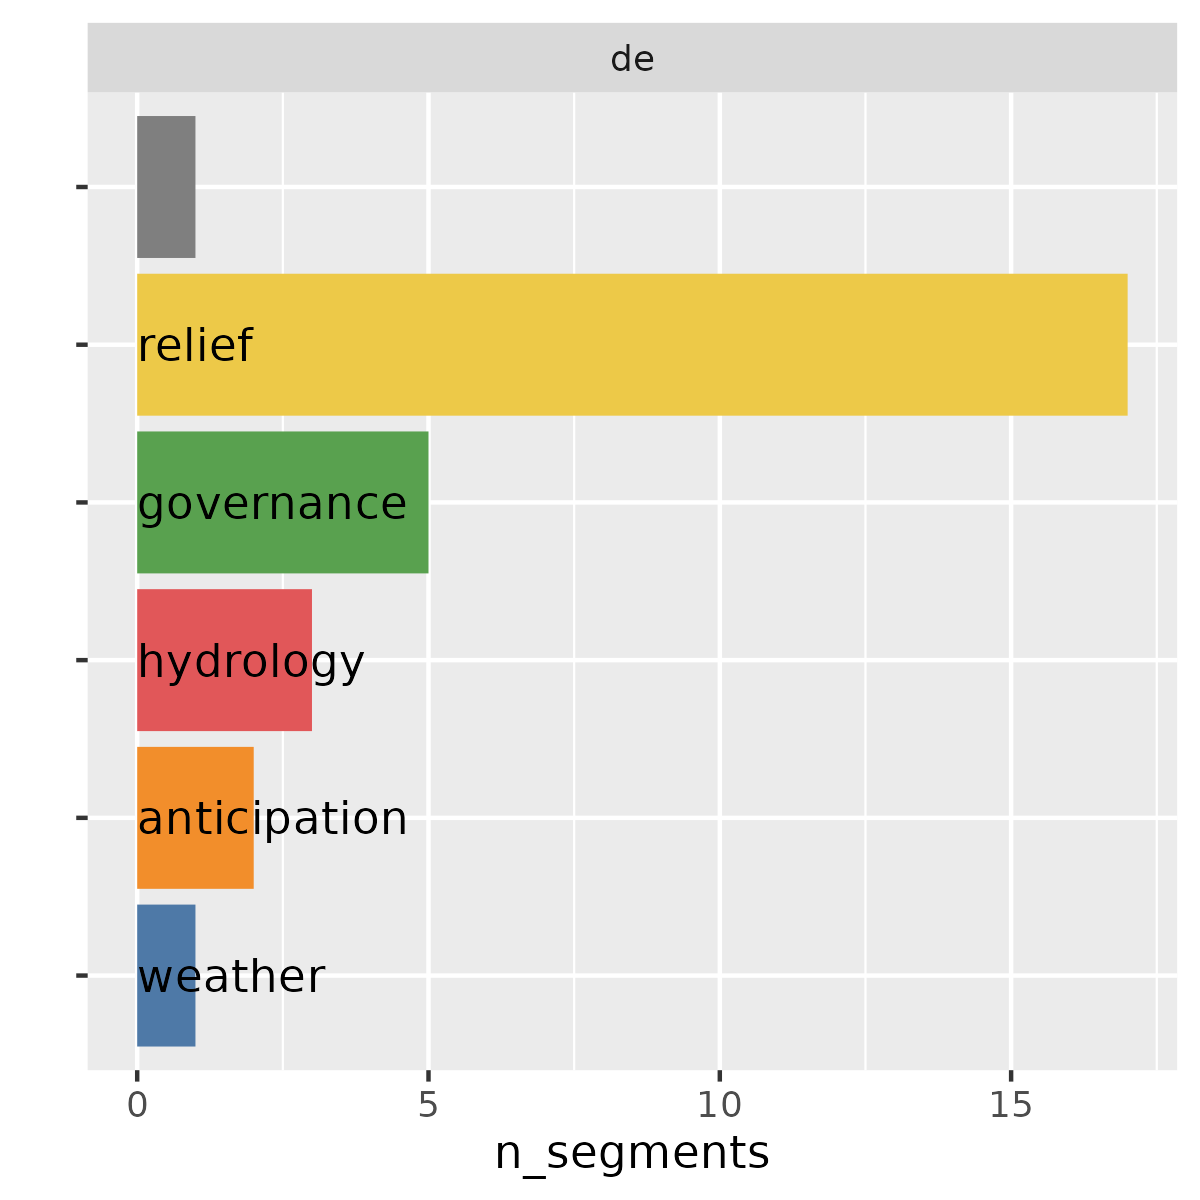 de
relief
governance
hydrology
anticipation
weather
0 5 10 15
n_segments